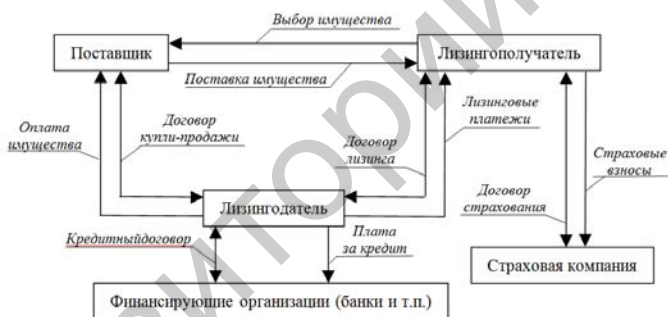 Выбор имущества
Поставщик
Лизингополучатель
Поставка имущества
Оплата
имущества
Договор
купли-продажи
Договор
лизинга
Лизинговые
платежи
Страховые
взносы
Лизингодатель
Договор
страхования
Кредитныйдоговор
Плата
за кредит
Страховая компания
Финансирующие организации (банки и т.п.)